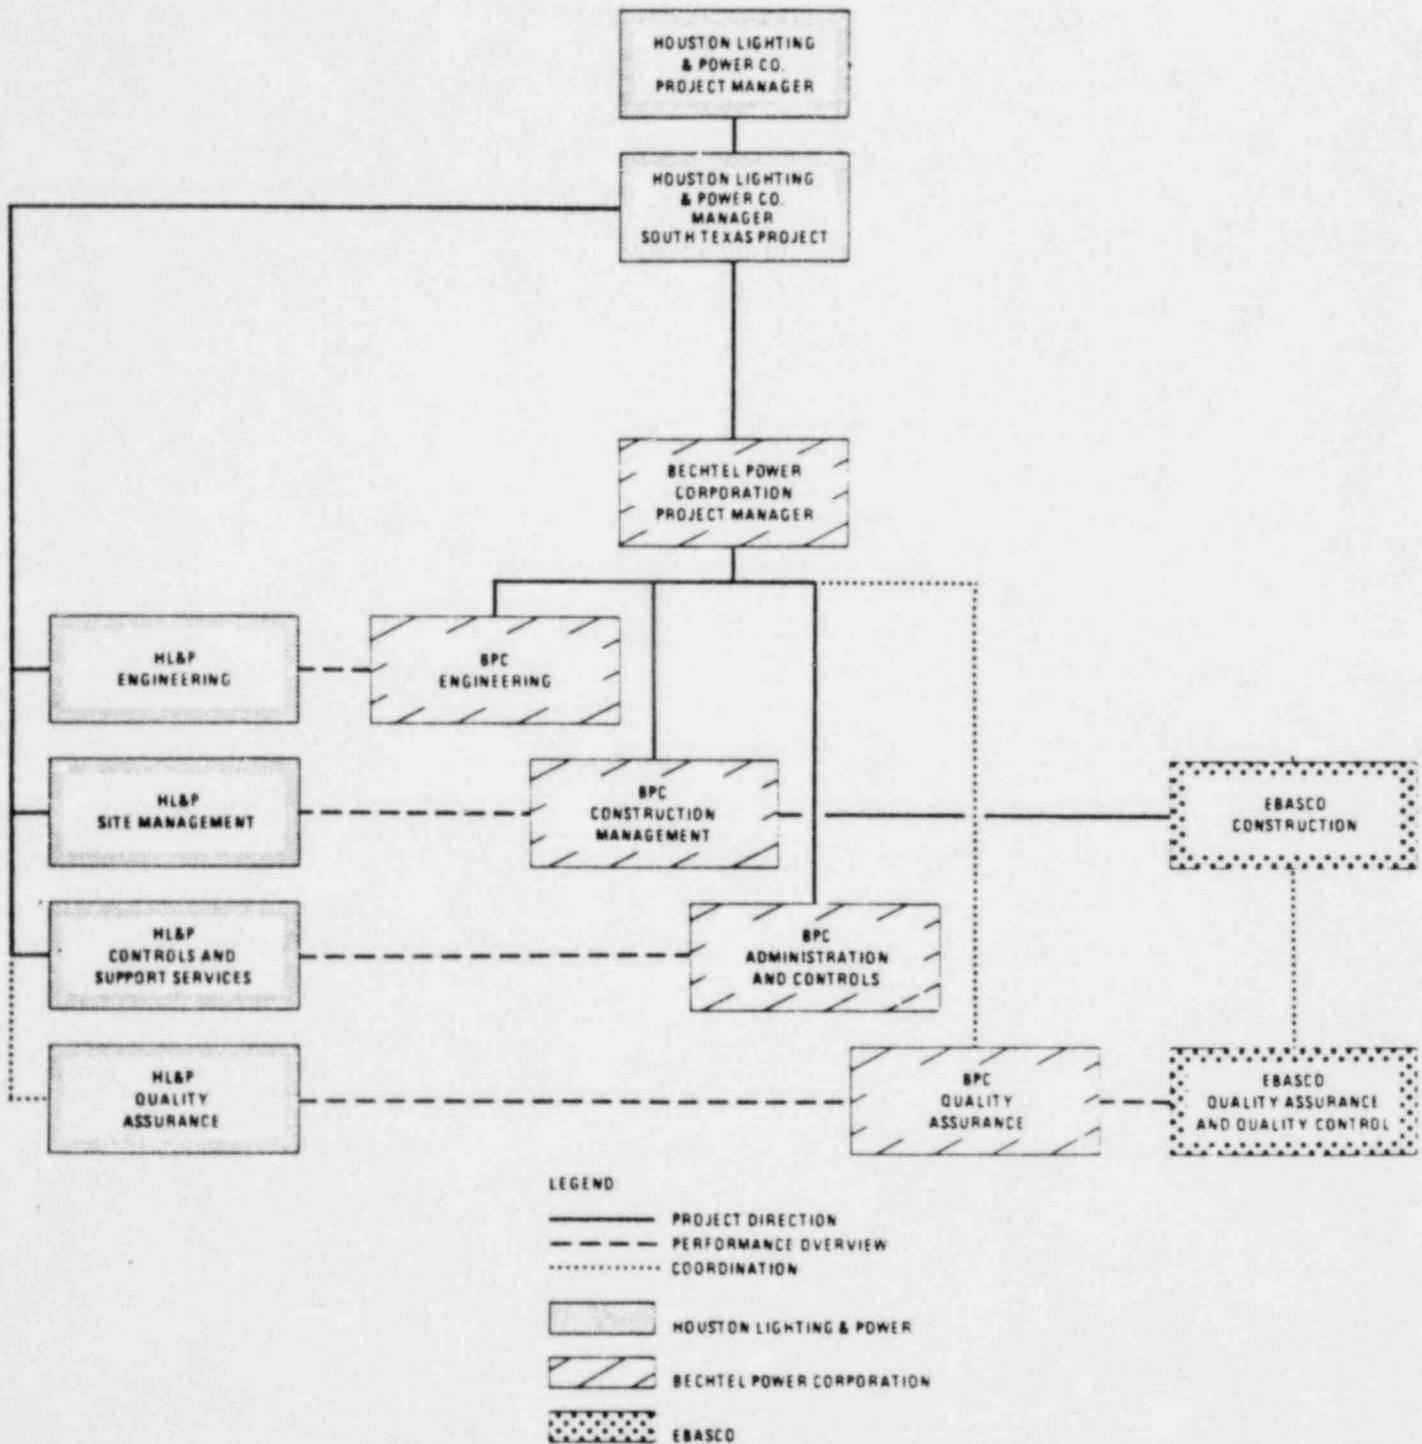 HOUSTON LIGHTING
& POWER CO.
PROJECT MANAGER
HOUSTON LIGHTING
& POWER CO.
MANAGER
SOUTH TEXAS PROJECT
BECHTEL POWER
CORPORATION
PROJECT MANAGER
HL&P
ENGINEERING
BPC
ENGINEERING
HL&P
SITE MANAGEMENT
BPC
CONSTRUCTION
MANAGEMENT
EBASCO
CONSTRUCTION
HL&P
CONTROLS AND
SUPPORT SERVICES
BPC
ADMINISTRATION
AND CONTROLS
HL&P
QUALITY
ASSURANCE
BPC
QUALITY
ASSURANCE
EBASCO
QUALITY ASSURANCE
AND QUALITY CONTROL
LEGEND
PROJECT DIRECTION
PERFORMANCE OVERVIEW
COORDINATION
HOUSTON LIGHTING & POWER
BECHTEL POWER CORPORATION
EBASCO